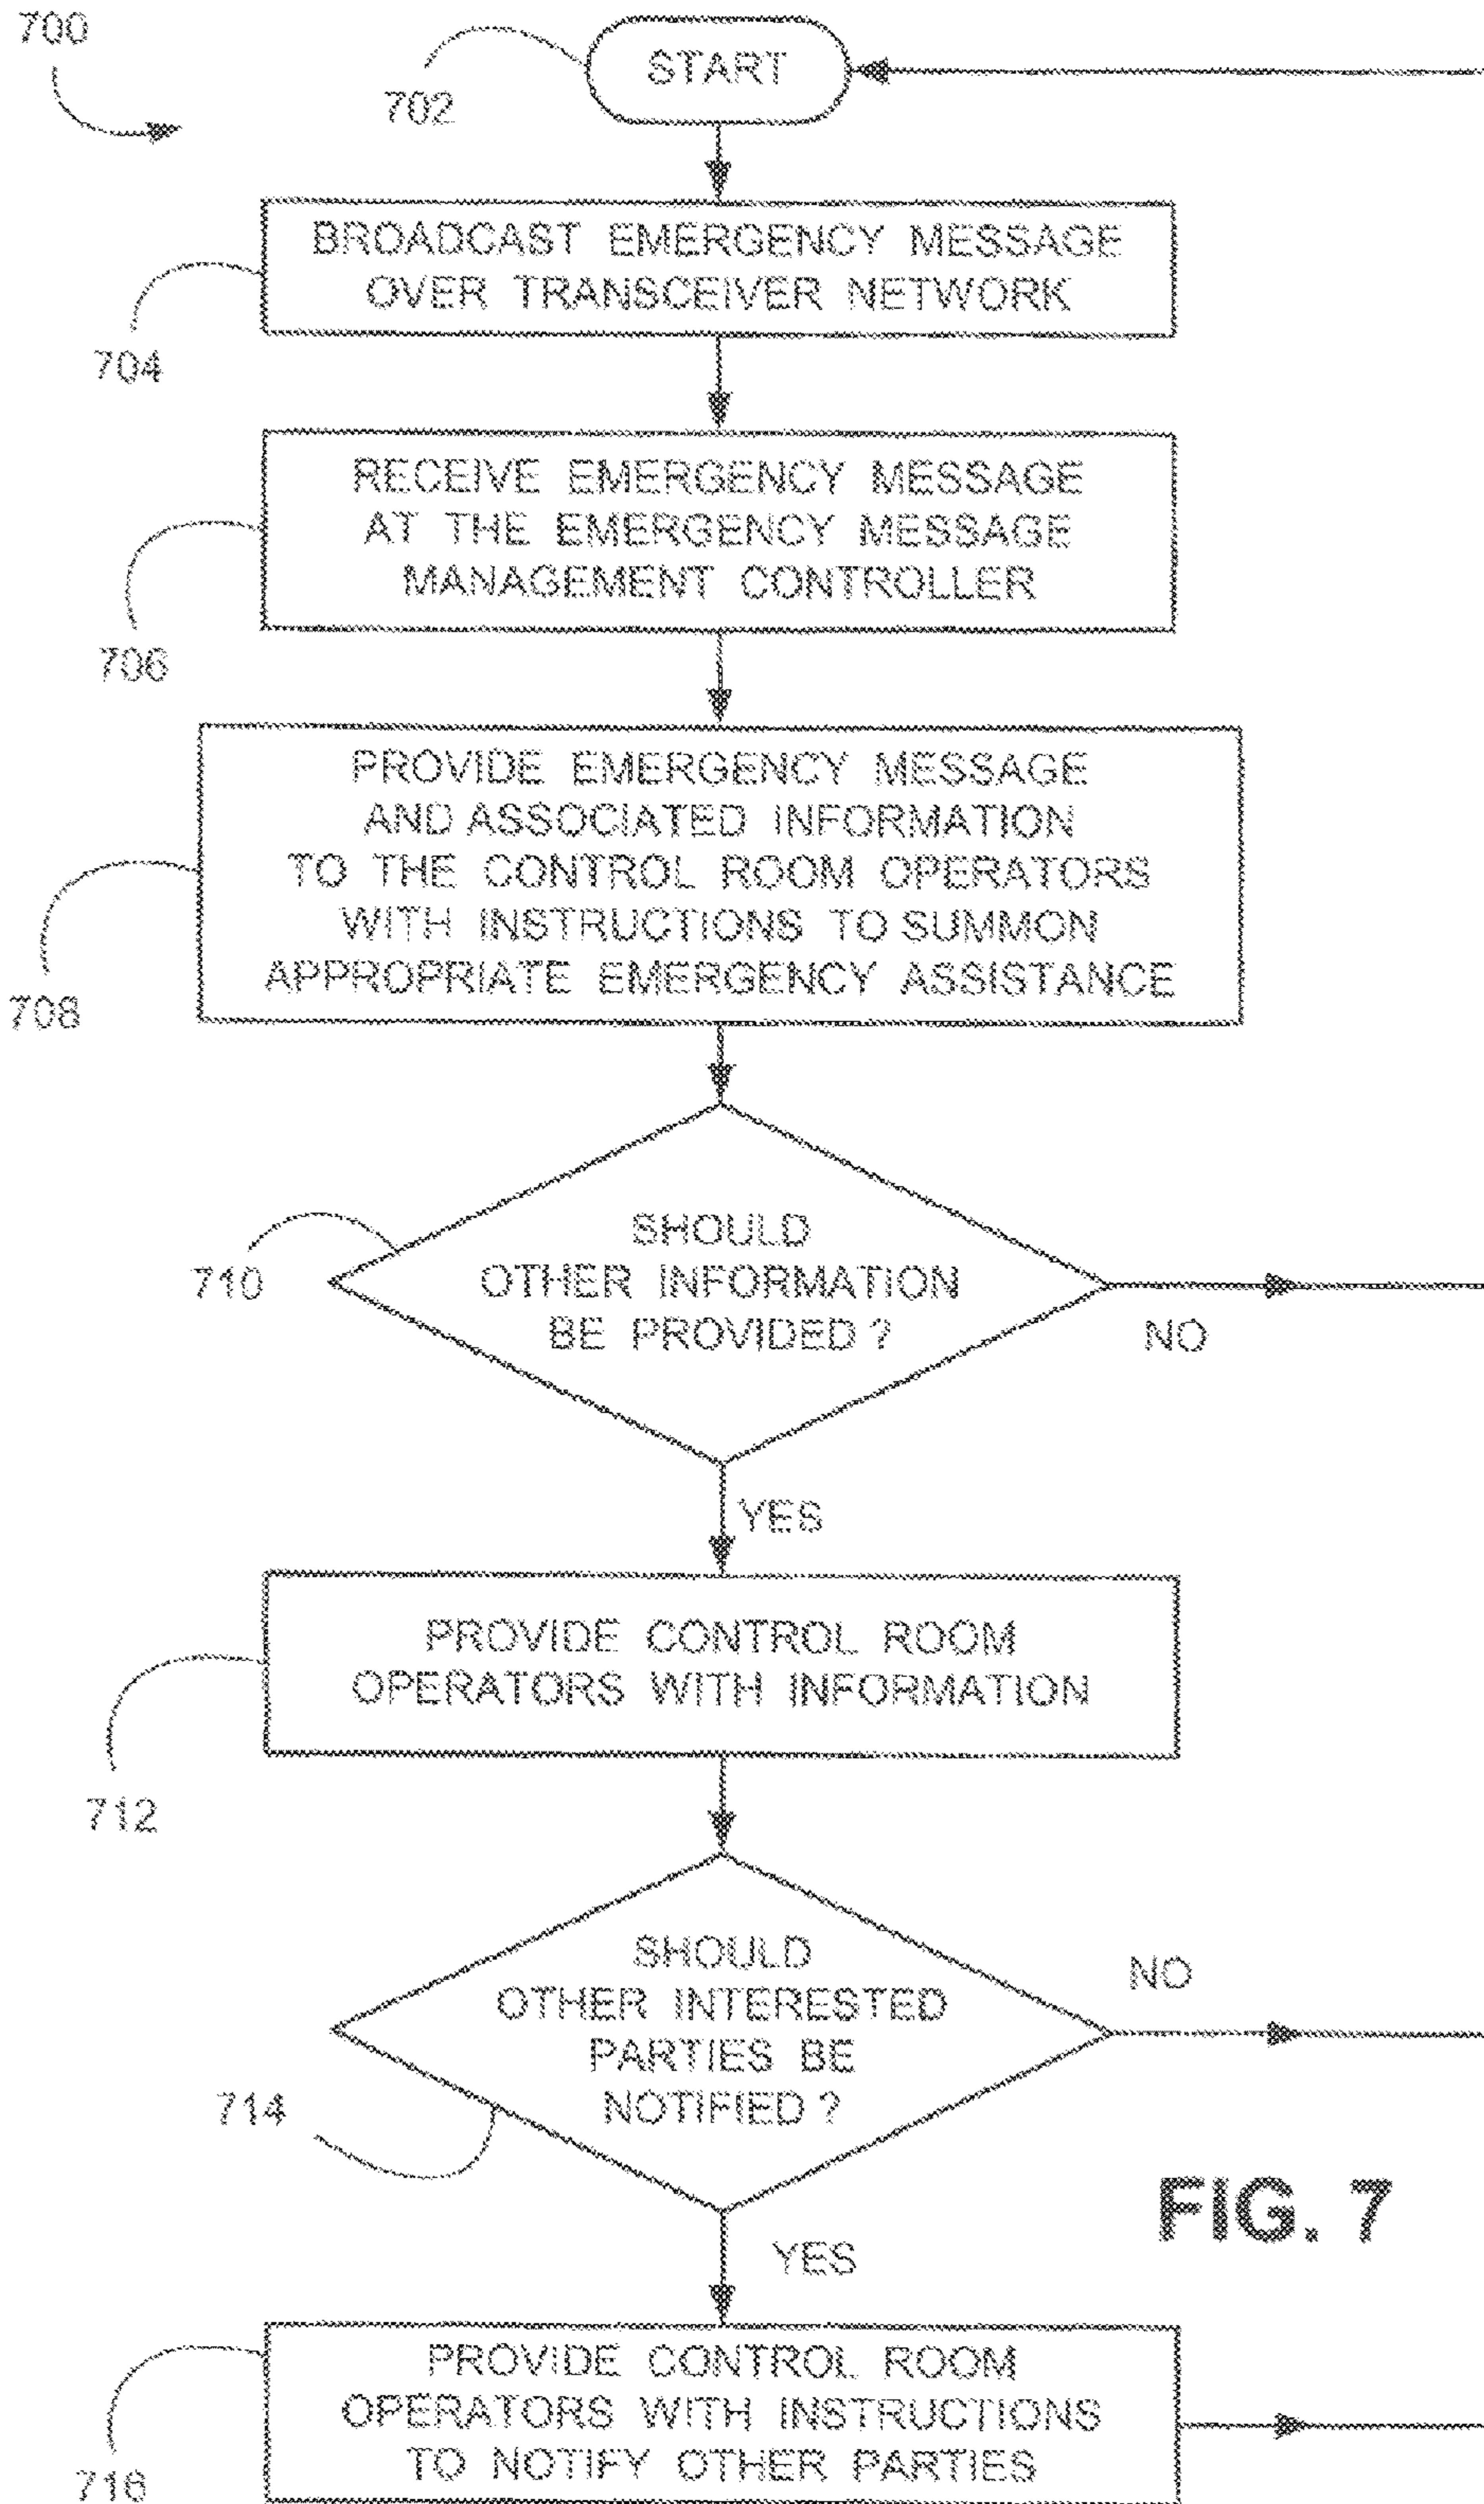 700
702
START
BROADCAST EMERGENCY MESSAGE
OVER TRANSCEIVER NETWORK
704
RECEIVE EMERGENCY MESSAGE
AT THE EMERGENCY MESSAGE
MANAGEMENT CONTROLLER
706
PROVIDE EMERGENCY MESSAGE
AND ASSOCIATED INFORMATION
TO THE CONTROL ROOM OPERATORS
WITH INSTRUCTIONS TO SUMMON
APPROPRIATE EMERGENCY ASSISTANCE
708
SHOULD
OTHER INFORMATION
BE PROVIDED ?
710
NO
YES
PROVIDE CONTROL ROOM
OPERATORS WITH INFORMATION
712
SHOULD
OTHER INTERESTED
PARTIES BE
NOTIFIED ?
NO
714
FIG. 7
YES
PROVIDE CONTROL ROOM
OPERATORS WITH INSTRUCTIONS
TO NOTIFY OTHER PARTIES
716